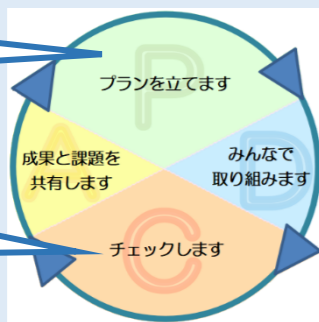 P
プランを立てます
D
みんなで
取り組みます
C
チェックします
A
成果と課題を
共有します